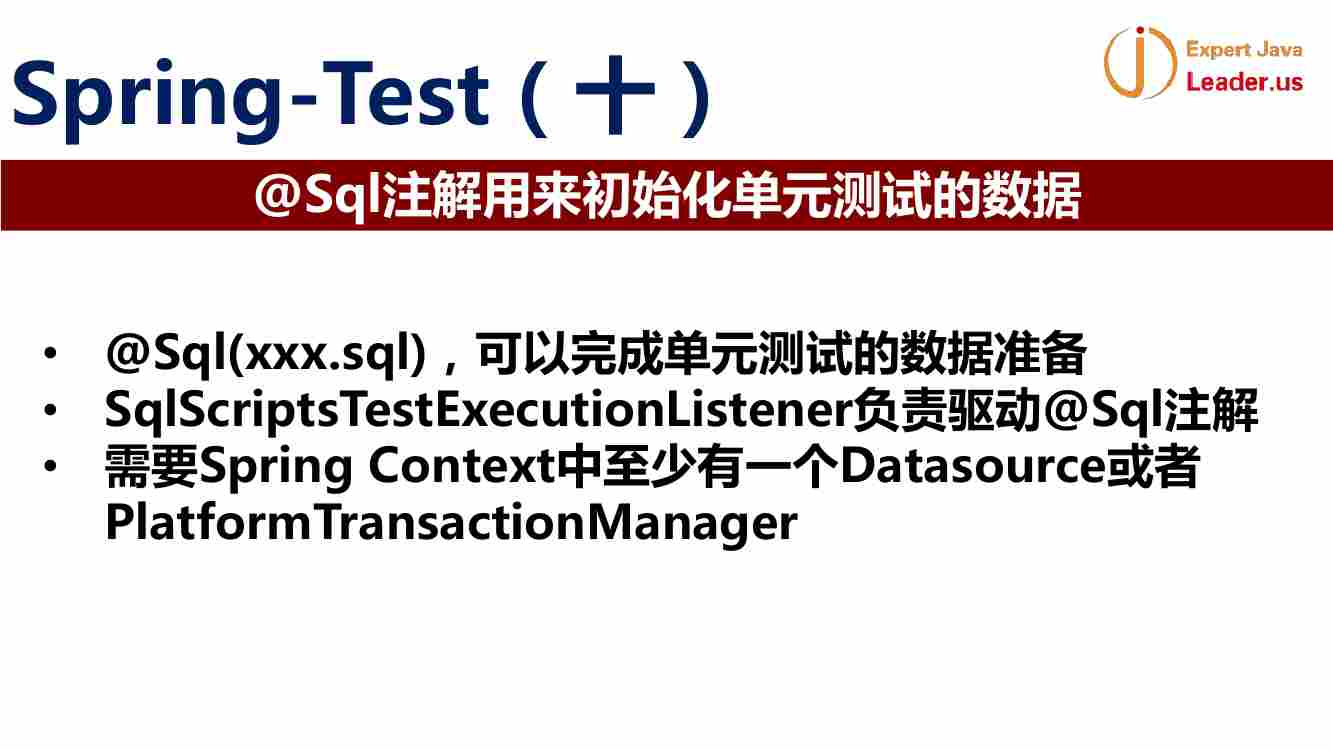 Spring-Test（十）
Expert Java
Leader.us
@Sql注解用来初始化单元测试的数据
• @Sql(xxx.sql)，可以完成单元测试的数据准备
• SqlScriptsTestExecutionListener负责驱动@Sql注解
• 需要Spring Context中至少有一个Datasource或者
PlatformTransactionManager